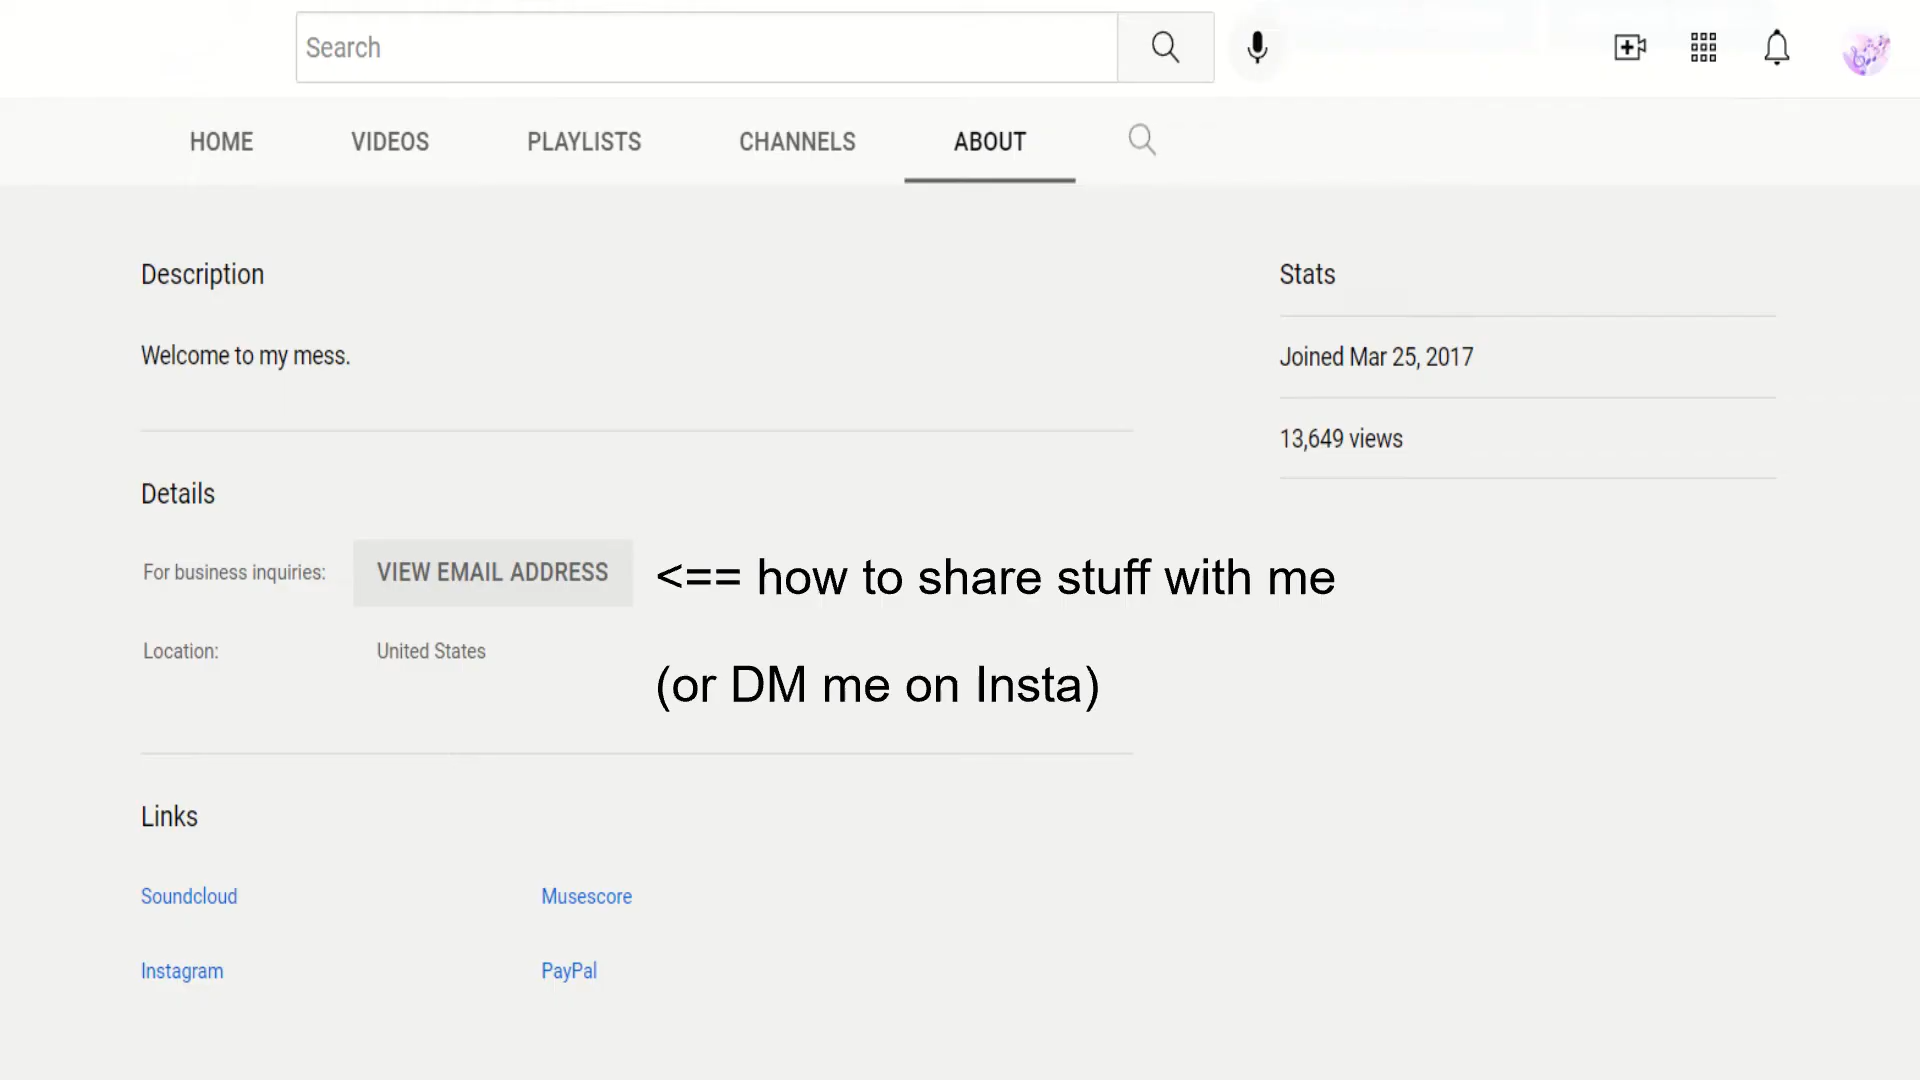 Search
HOME VIDEOS PLAYLISTS CHANNELS ABOUT
Description
Welcome to my mess.
Stats
Joined Mar 25, 2017
13,649 views
Details
For business inquiries: VIEW EMAIL ADDRESS <== how to share stuff with me
Location: United States
(or DM me on Insta)
Links
Soundcloud Musescore
Instagram PayPal